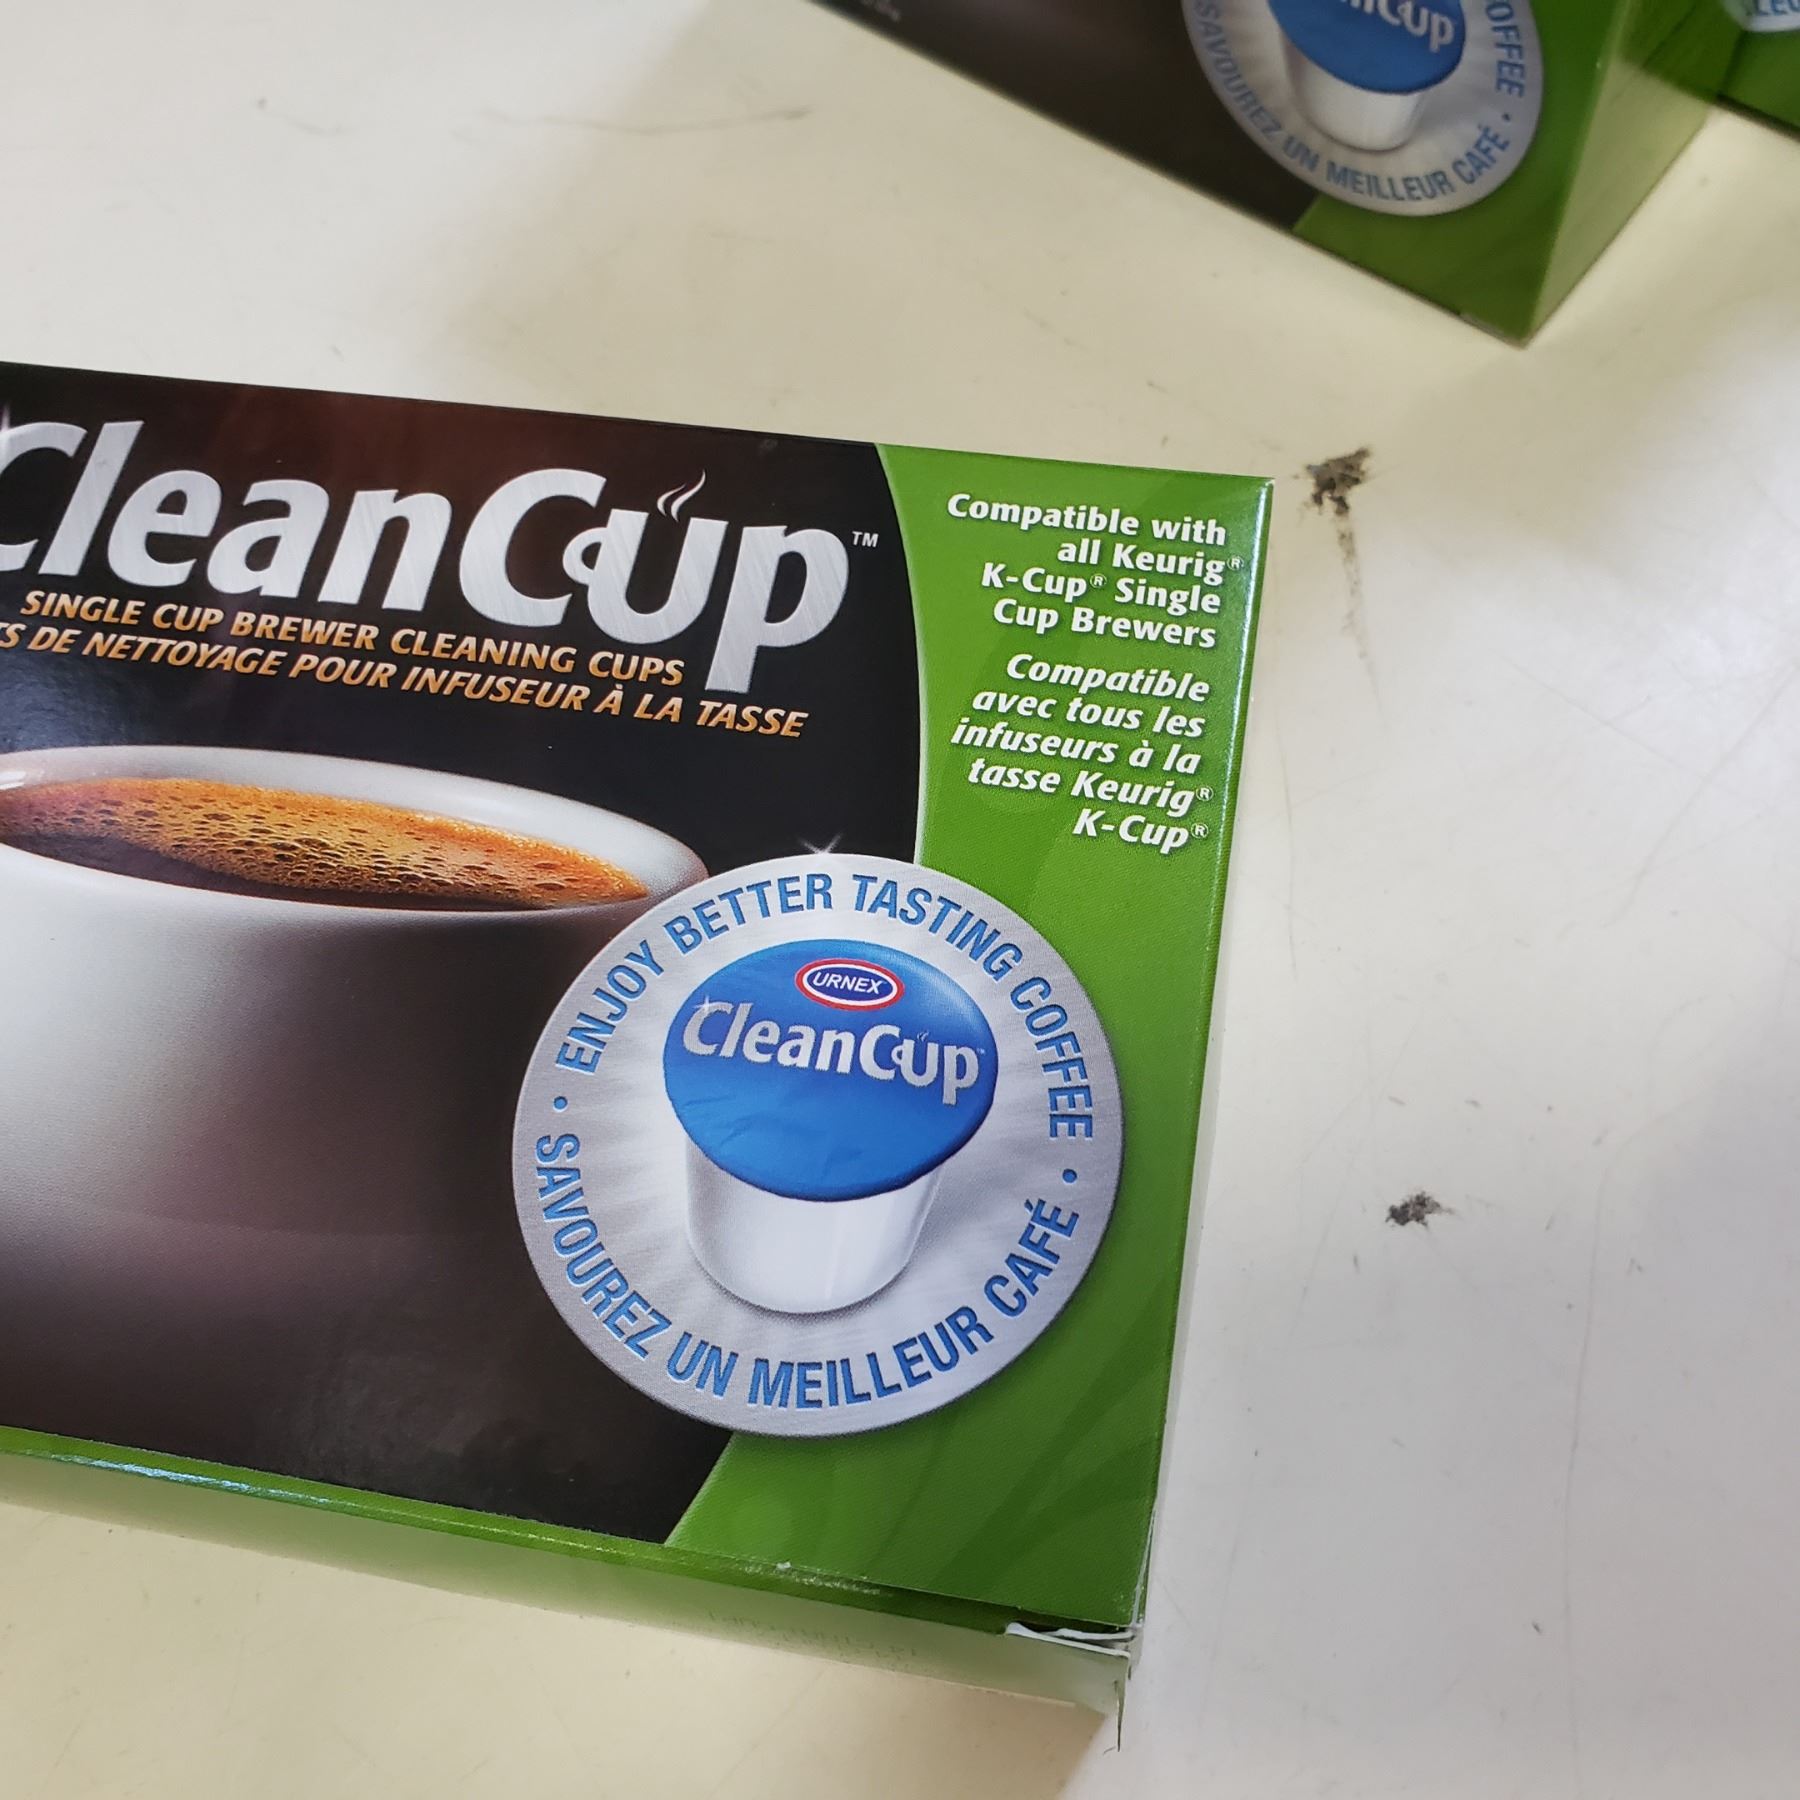 CleanCup™
SINGLE CUP BREWER CLEANING CUPS
DE NETTOYAGE POUR INFUSEUR À LA TASSE
Compatible with
all Keurig®
K-Cup® Single
Cup Brewers
Compatible
avec tous les
infuseurs à la
tasse Keurig®
K-Cup®
• ENJOY BETTER TASTING COFFEE •
SAVOUREZ UN MEILLEUR CAFÉ
URNEX
CleanCup™
COFFEE •
SAVOUREZ UN MEILLEUR CAFÉ